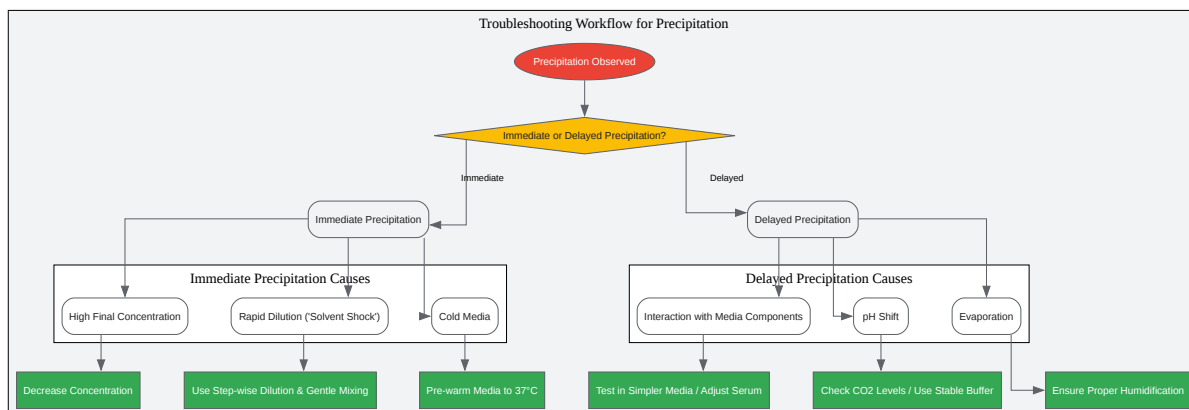 Troubleshooting Workflow for Precipitation
Precipitation Observed
Immediate or Delayed Precipitation?
Immediate
Delayed
Immediate Precipitation
Delayed Precipitation
Immediate Precipitation Causes
Delayed Precipitation Causes
High Final Concentration
Rapid Dilution ('Solvent Shock')
Cold Media
Interaction with Media Components
pH Shift
Evaporation
Decrease Concentration
Use Step-wise Dilution & Gentle Mixing
Pre-warm Media to 37°C
Test in Simpler Media / Adjust Serum
Check CO2 Levels / Use Stable Buffer
Ensure Proper Humidification